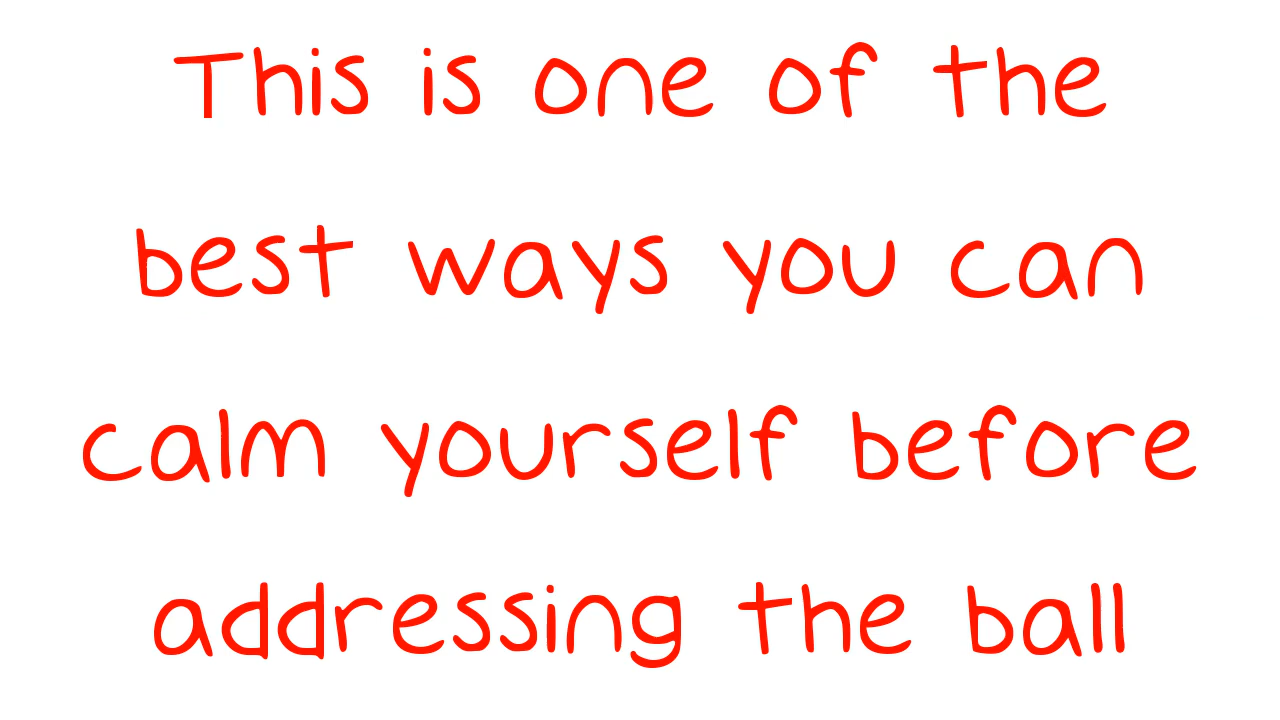 This is one of the
best ways you can
calm yourself before
addressing the ball